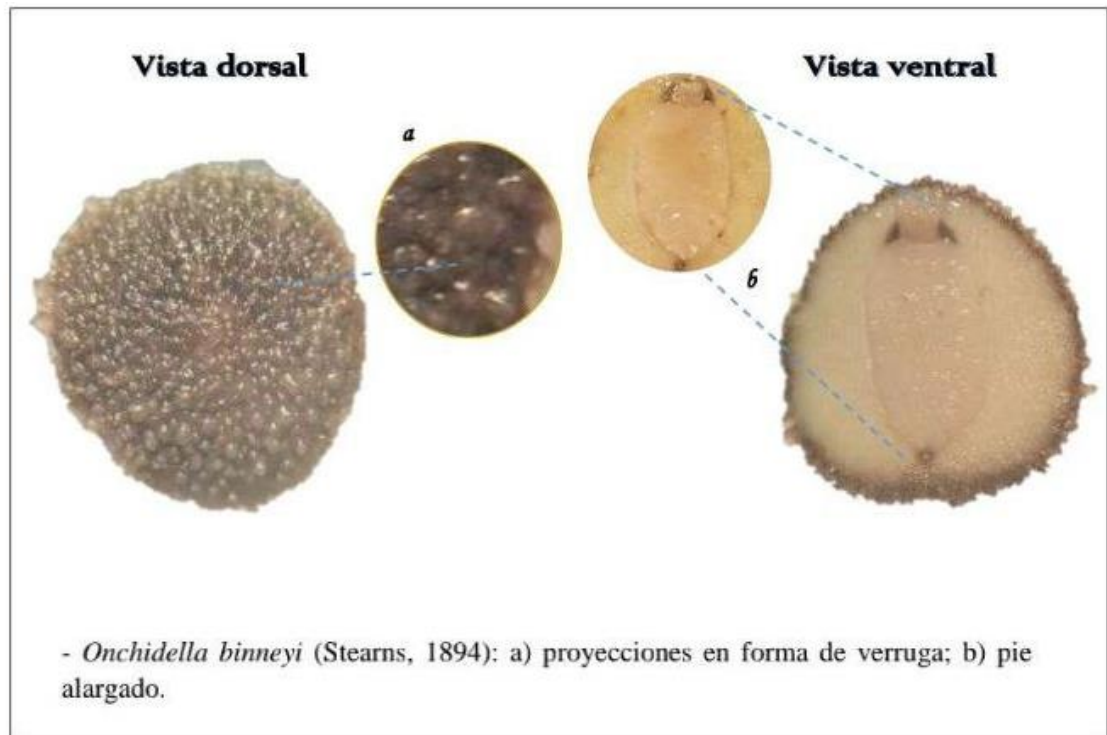 Vista dorsal
Vista ventral
a
b
- Onchidella binneyi (Stearns, 1894): a) proyecciones en forma de verruga; b) pie
alargado.